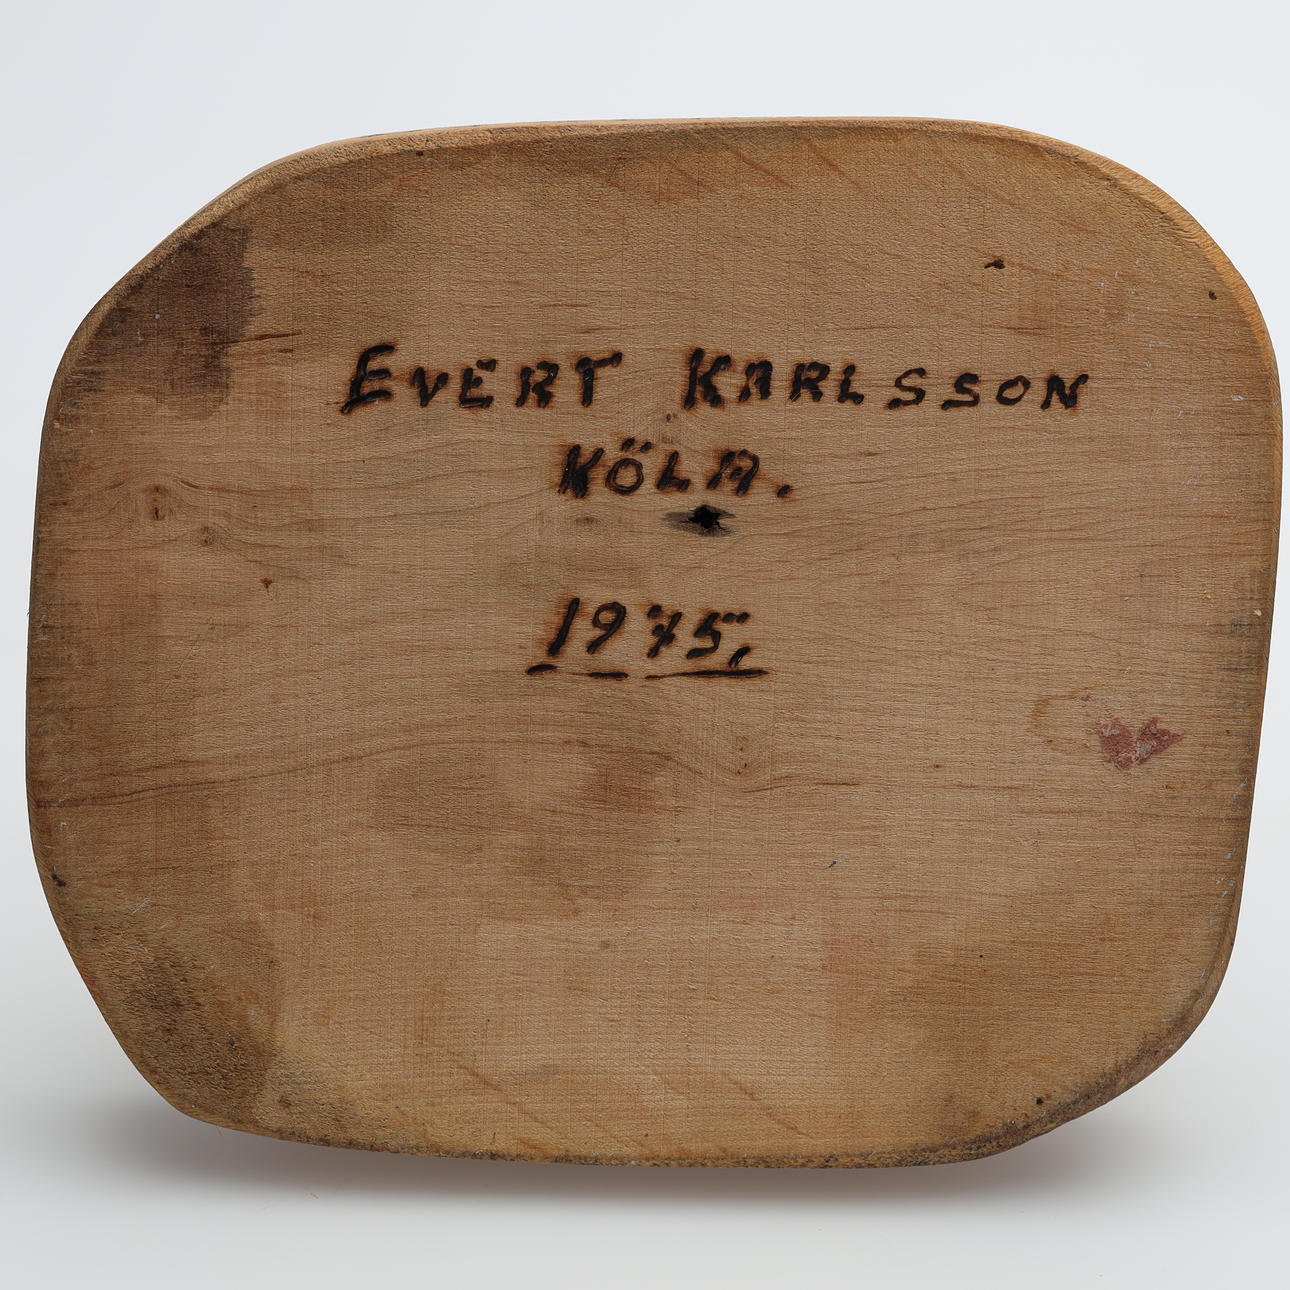 EVERT KARLSSON
KÖLA.
1975.